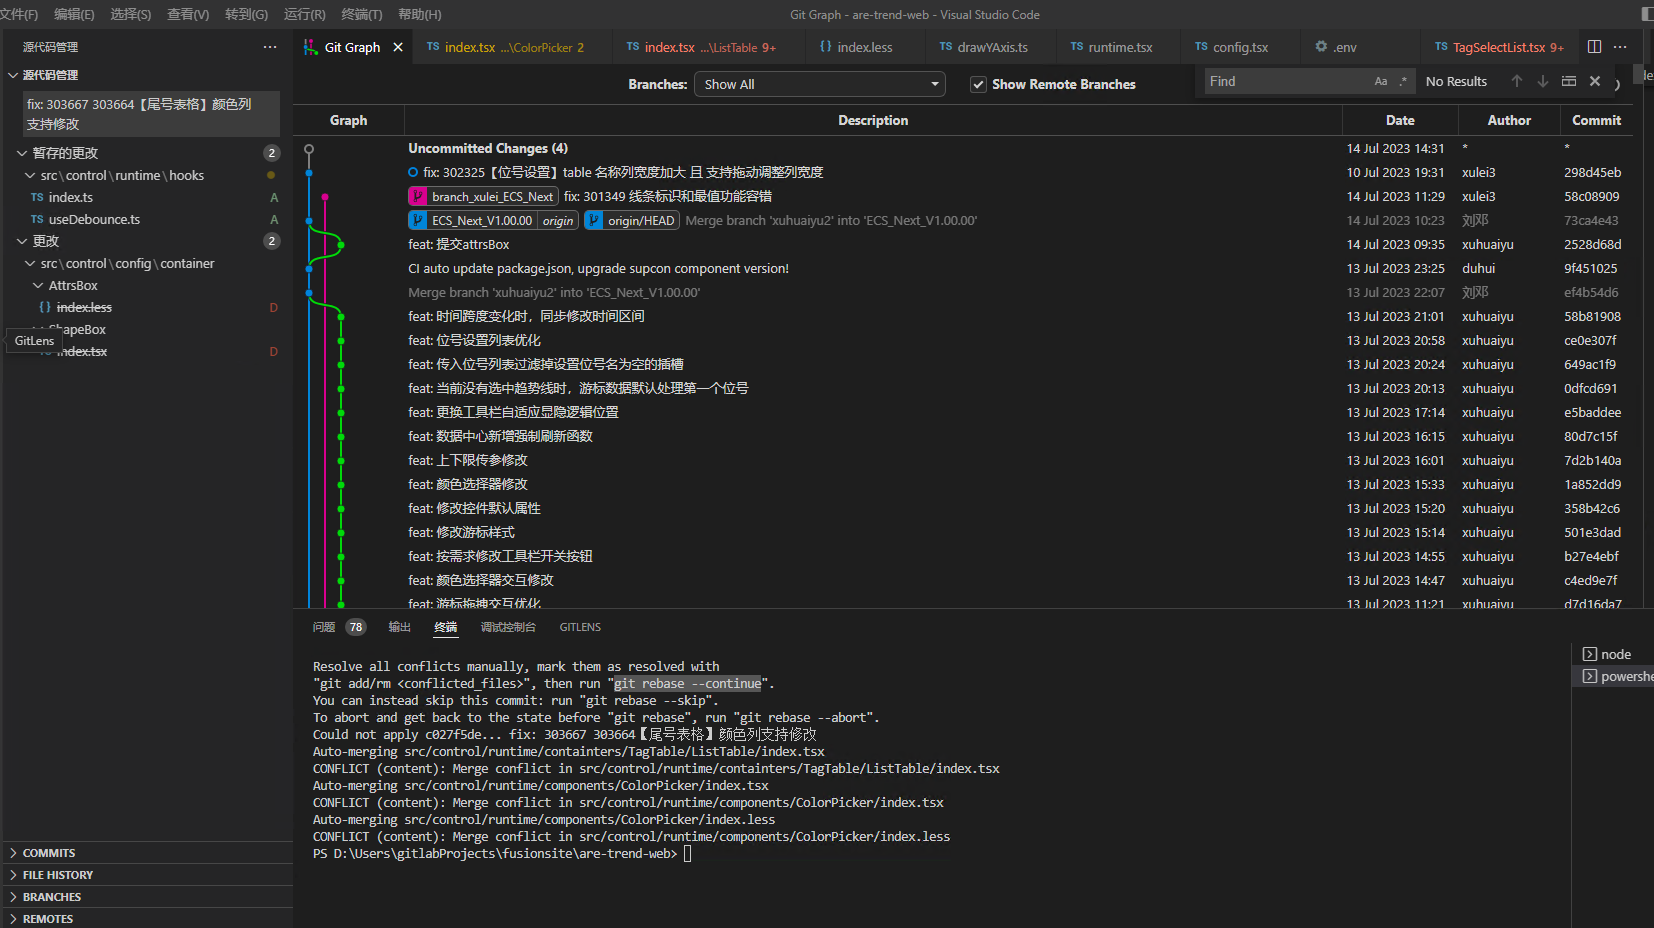 文件(F) 编辑(E) 选择(S) 查看(V) 转到(G) 运行(R) 终端(T) 帮助(H) Git Graph - are-trend-web - Visual Studio Code
源代码管理 ···
Git Graph × TS index.tsx ...\ColorPicker 2 TS index.tsx ...\ListTable 9+ {} index.less TS drawYAxis.ts TS runtime.tsx TS config.tsx .env TS TagSelectList.tsx 9+ ···
源代码管理
Branches: Show All Show Remote Branches Find Aa .* No Results
fix: 303667 303664【尾号表格】颜色列
支持修改
Graph Description Date Author Commit
暂存的更改 2
src\control\runtime\hooks
TS index.ts A
TS useDebounce.ts A
更改 2
src\control\config\container
AttrsBox
{} index.less D
ShapeBox
GitLens
index.tsx D
Uncommitted Changes (4) 14 Jul 2023 14:31 * *
fix: 302325【位号设置】table 名称列宽度加大 且 支持拖动调整列宽度 10 Jul 2023 19:31 xulei3 298d45eb
branch_xulei_ECS_Next fix: 301349 线条标识和最值功能容错 14 Jul 2023 11:29 xulei3 58c08909
ECS_Next_V1.00.00 origin origin/HEAD Merge branch 'xuhuaiyu2' into 'ECS_Next_V1.00.00' 14 Jul 2023 10:23 刘邓 73ca4e43
feat: 提交attrsBox 14 Jul 2023 09:35 xuhuaiyu 2528d68d
CI auto update package.json, upgrade supcon component version! 13 Jul 2023 23:25 duhui 9f451025
Merge branch 'xuhuaiyu2' into 'ECS_Next_V1.00.00' 13 Jul 2023 22:07 刘邓 ef4b54d6
feat: 时间跨度变化时，同步修改时间区间 13 Jul 2023 21:01 xuhuaiyu 58b81908
feat: 位号设置列表优化 13 Jul 2023 20:58 xuhuaiyu ce0e307f
feat: 传入位号列表过滤掉设置位号名为空的插槽 13 Jul 2023 20:24 xuhuaiyu 649ac1f9
feat: 当前没有选中趋势线时，游标数据默认处理第一个位号 13 Jul 2023 20:13 xuhuaiyu 0dfcd691
feat: 更换工具栏自适应显隐逻辑位置 13 Jul 2023 17:14 xuhuaiyu e5baddee
feat: 数据中心新增强制刷新函数 13 Jul 2023 16:15 xuhuaiyu 80d7c15f
feat: 上下限传参修改 13 Jul 2023 16:01 xuhuaiyu 7d2b140a
feat: 颜色选择器修改 13 Jul 2023 15:33 xuhuaiyu 1a852dd9
feat: 修改控件默认属性 13 Jul 2023 15:20 xuhuaiyu 358b42c6
feat: 修改游标样式 13 Jul 2023 15:14 xuhuaiyu 501e3dad
feat: 按需求修改工具栏开关按钮 13 Jul 2023 14:55 xuhuaiyu b27e4ebf
feat: 颜色选择器交互修改 13 Jul 2023 14:47 xuhuaiyu c4ed9e7f
feat: 游标拖拽交互优化 13 Jul 2023 11:21 xuhuaiyu d7d16da7
问题 78 输出 终端 调试控制台 GITLENS
Resolve all conflicts manually, mark them as resolved with
"git add/rm <conflicted_files>", then run "git rebase --continue".
You can instead skip this commit: run "git rebase --skip".
To abort and get back to the state before "git rebase", run "git rebase --abort".
Could not apply c027f5de... fix: 303667 303664【尾号表格】颜色列支持修改
Auto-merging src/control/runtime/containters/TagTable/ListTable/index.tsx
CONFLICT (content): Merge conflict in src/control/runtime/containters/TagTable/ListTable/index.tsx
Auto-merging src/control/runtime/components/ColorPicker/index.tsx
CONFLICT (content): Merge conflict in src/control/runtime/components/ColorPicker/index.tsx
Auto-merging src/control/runtime/components/ColorPicker/index.less
CONFLICT (content): Merge conflict in src/control/runtime/components/ColorPicker/index.less
PS D:\Users\gitlabProjects\fusionsite\are-trend-web>
node
powershe
COMMITS
FILE HISTORY
BRANCHES
REMOTES